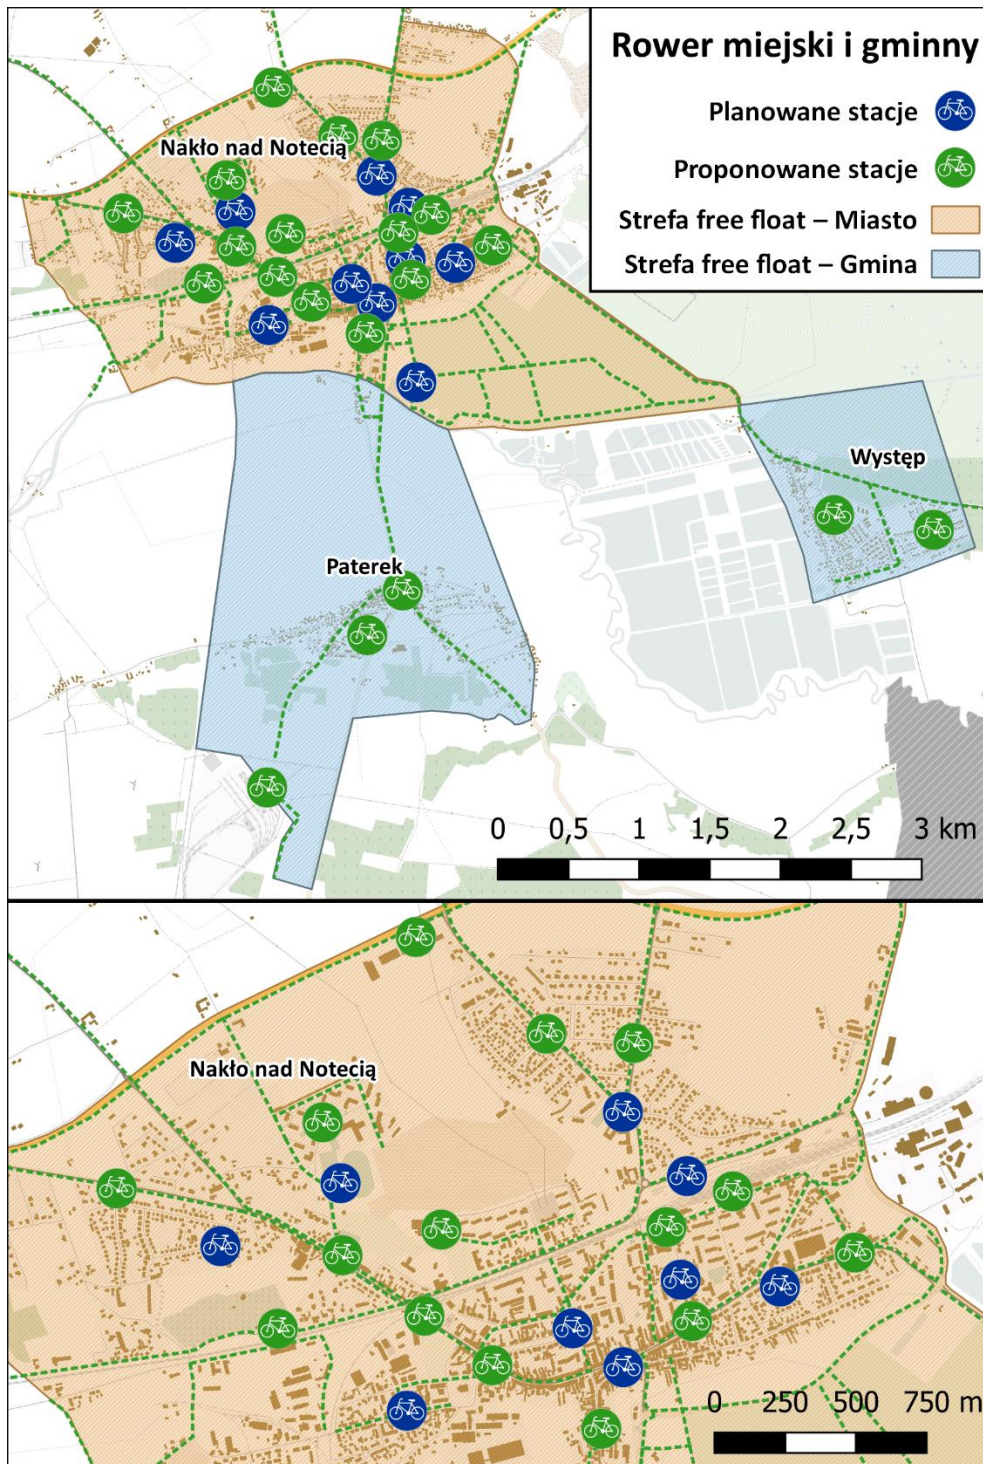 Rower miejski i gminny
Planowane stacje
Proponowane stacje
Strefa free float – Miasto
Strefa free float – Gmina
Nakło nad Notecią
Występ
Paterek
0 0,5 1 1,5 2 2,5 3 km
Nakło nad Notecią
0 250 500 750 m